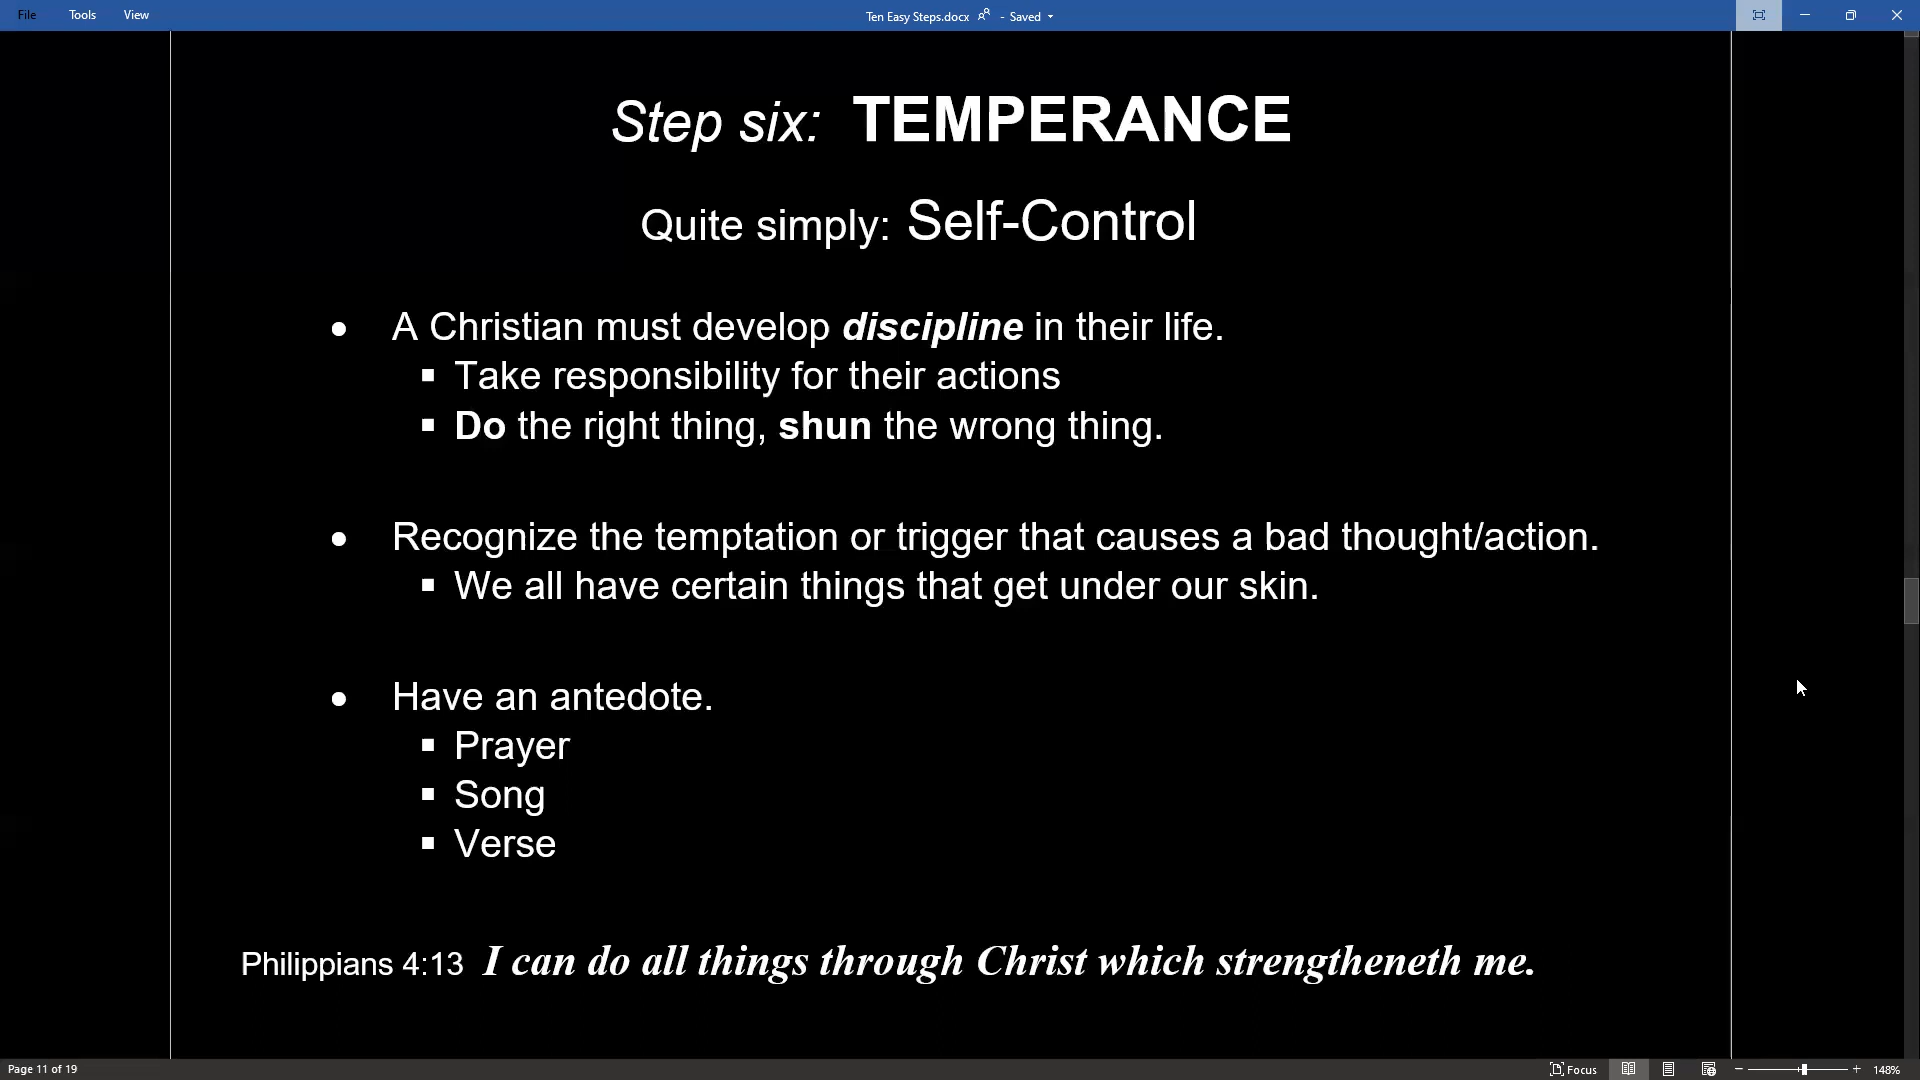 File Tools View Ten Easy Steps.docx - Saved
Step six: TEMPERANCE
Quite simply: Self-Control
● A Christian must develop discipline in their life.
▪ Take responsibility for their actions
▪ Do the right thing, shun the wrong thing.
● Recognize the temptation or trigger that causes a bad thought/action.
▪ We all have certain things that get under our skin.
● Have an antedote.
▪ Prayer
▪ Song
▪ Verse
Philippians 4:13 I can do all things through Christ which strengtheneth me.
Page 11 of 19 Focus 148%